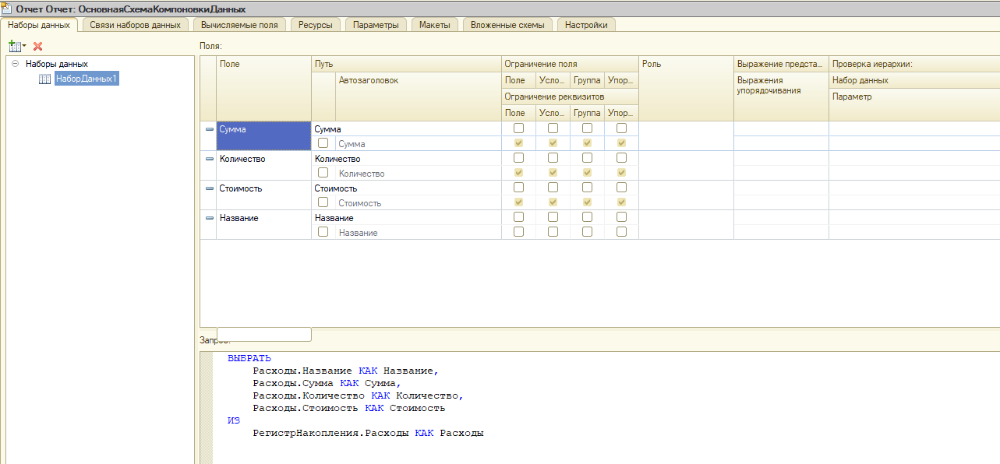 Отчет Отчет: ОсновнаяСхемаКомпоновкиДанных
Наборы данных Связи наборов данных Вычисляемые поля Ресурсы Параметры Макеты Вложенные схемы Настройки
Поля:
Наборы данных
НаборДанных1
Поле Путь Ограничение поля Роль Выражение предста... Проверка иерархии:
Автозаголовок Поле Усло... Группа Упор... Выражения упорядочивания Набор данных
Ограничение реквизитов Параметр
Поле Усло... Группа Упор...
Сумма Сумма
Сумма
Количество Количество
Количество
Стоимость Стоимость
Стоимость
Название Название
Название
Запрос:
ВЫБРАТЬ
Расходы.Название КАК Название,
Расходы.Сумма КАК Сумма,
Расходы.Количество КАК Количество,
Расходы.Стоимость КАК Стоимость
ИЗ
РегистрНакопления.Расходы КАК Расходы